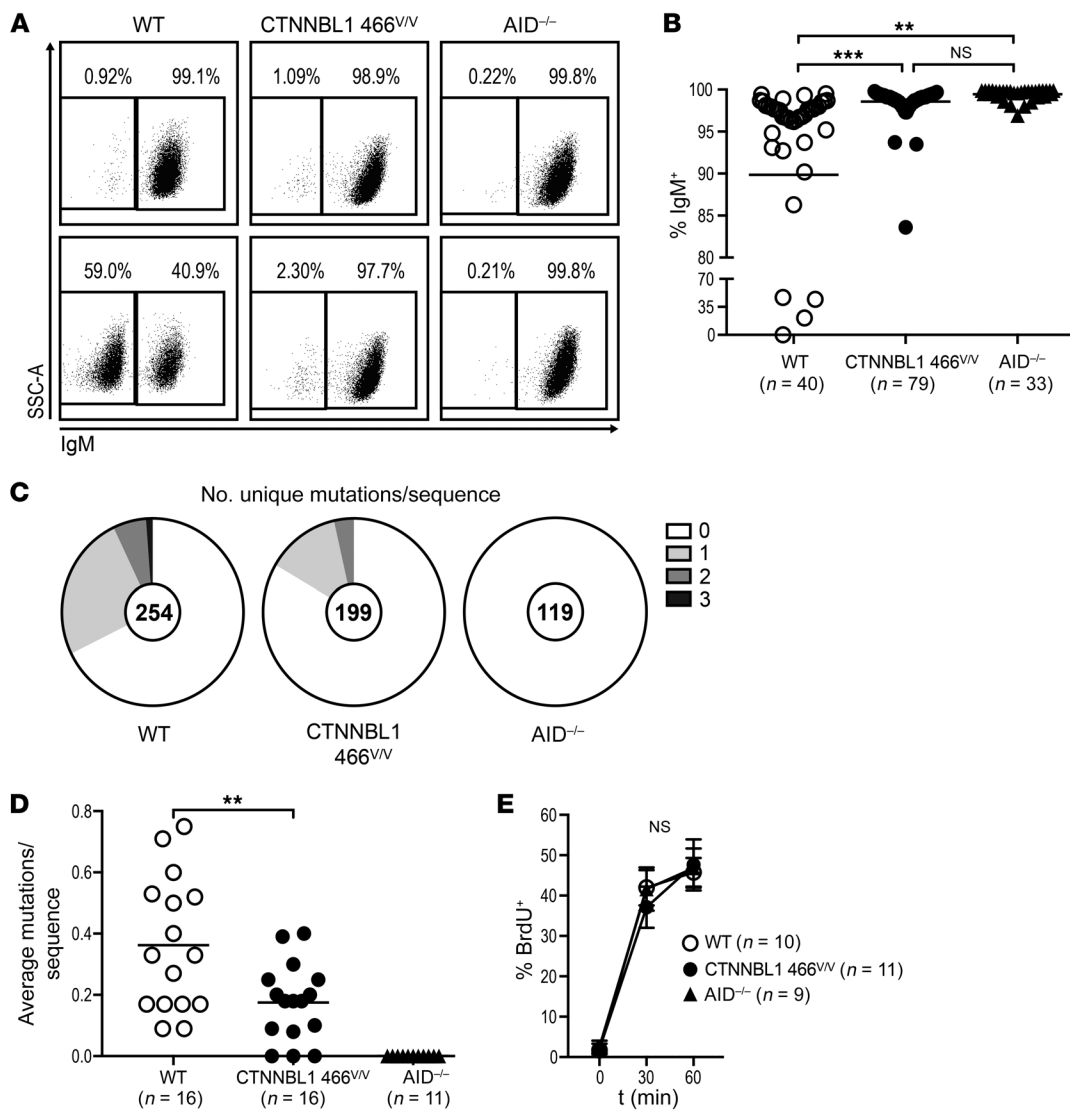 A
WT
CTNNBL1 466V/V
AID–/–
0.92% 99.1%
1.09% 98.9%
0.22% 99.8%
59.0% 40.9%
2.30% 97.7%
0.21% 99.8%
SSC-A
IgM
B
**
***
NS
% IgM+
100
95
90
85
80
70
35
0
WT
(n = 40)
CTNNBL1 466V/V
(n = 79)
AID–/–
(n = 33)
C
No. unique mutations/sequence
254
199
119
0
1
2
3
WT
CTNNBL1
466V/V
AID–/–
D
**
Average mutations/
sequence
0.8
0.6
0.4
0.2
0.0
WT
(n = 16)
CTNNBL1 466V/V
(n = 16)
AID–/–
(n = 11)
E
NS
% BrdU+
60
50
40
30
20
10
0
WT (n = 10)
CTNNBL1 466V/V (n = 11)
AID–/– (n = 9)
0 30 60
t (min)